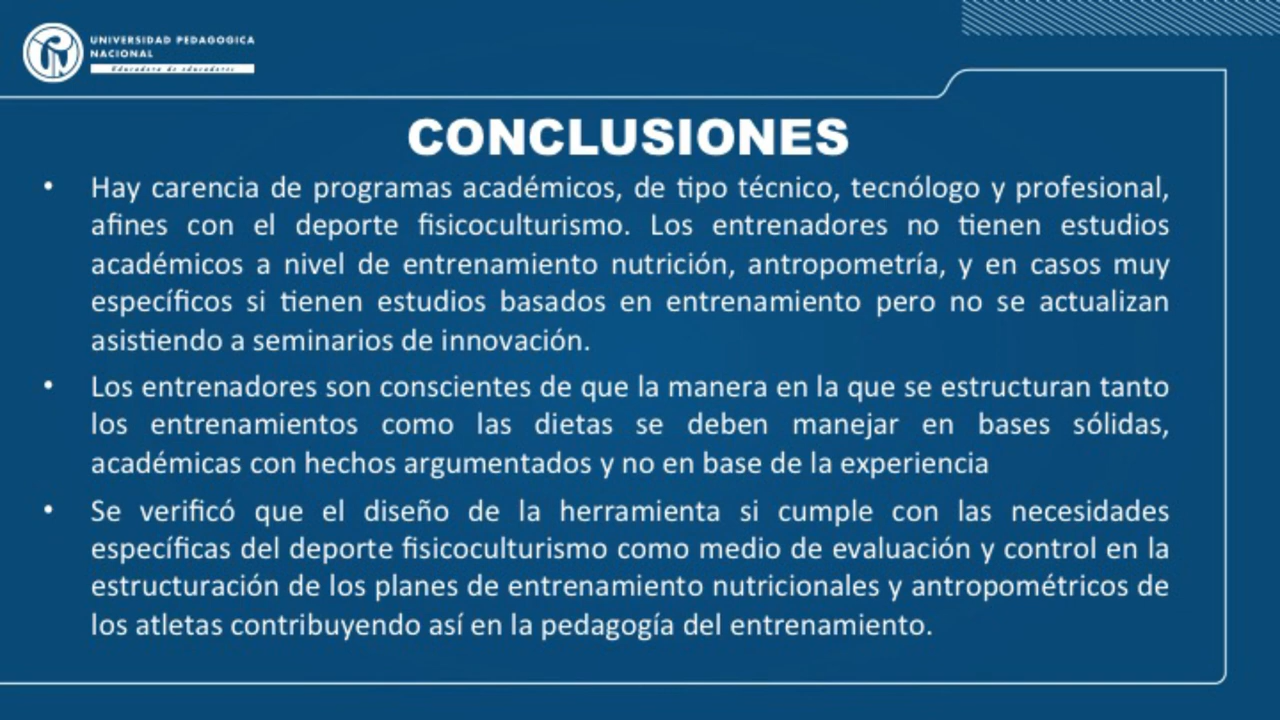 UNIVERSIDAD PEDAGOGICA
NACIONAL
Educadora de educadores
CONCLUSIONES
• Hay carencia de programas académicos, de tipo técnico, tecnólogo y profesional,
afines con el deporte fisicoculturismo. Los entrenadores no tienen estudios
académicos a nivel de entrenamiento nutrición, antropometría, y en casos muy
específicos si tienen estudios basados en entrenamiento pero no se actualizan
asistiendo a seminarios de innovación.
• Los entrenadores son conscientes de que la manera en la que se estructuran tanto
los entrenamientos como las dietas se deben manejar en bases sólidas,
académicas con hechos argumentados y no en base de la experiencia
• Se verificó que el diseño de la herramienta si cumple con las necesidades
específicas del deporte fisicoculturismo como medio de evaluación y control en la
estructuración de los planes de entrenamiento nutricionales y antropométricos de
los atletas contribuyendo así en la pedagogía del entrenamiento.